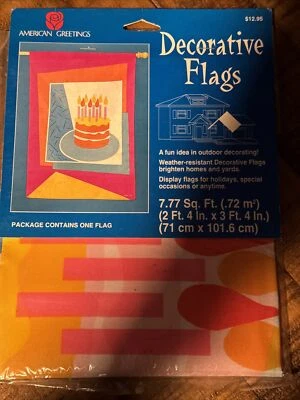 AMERICAN GREETINGS
$12.95
Decorative
Flags
A fun idea in outdoor decorating!
Weather-resistant Decorative Flags
brighten homes and yards.
Display flags for holidays, special
occasions or anytime.
7.77 Sq. Ft. (.72 m²)
(2 Ft. 4 In. x 3 Ft. 4 In.)
(71 cm x 101.6 cm)
PACKAGE CONTAINS ONE FLAG